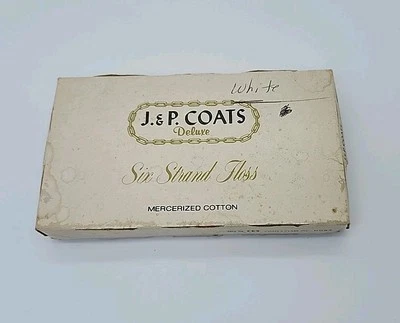 White
J. & P. COATS
Deluxe
Six Strand Floss
MERCERIZED COTTON